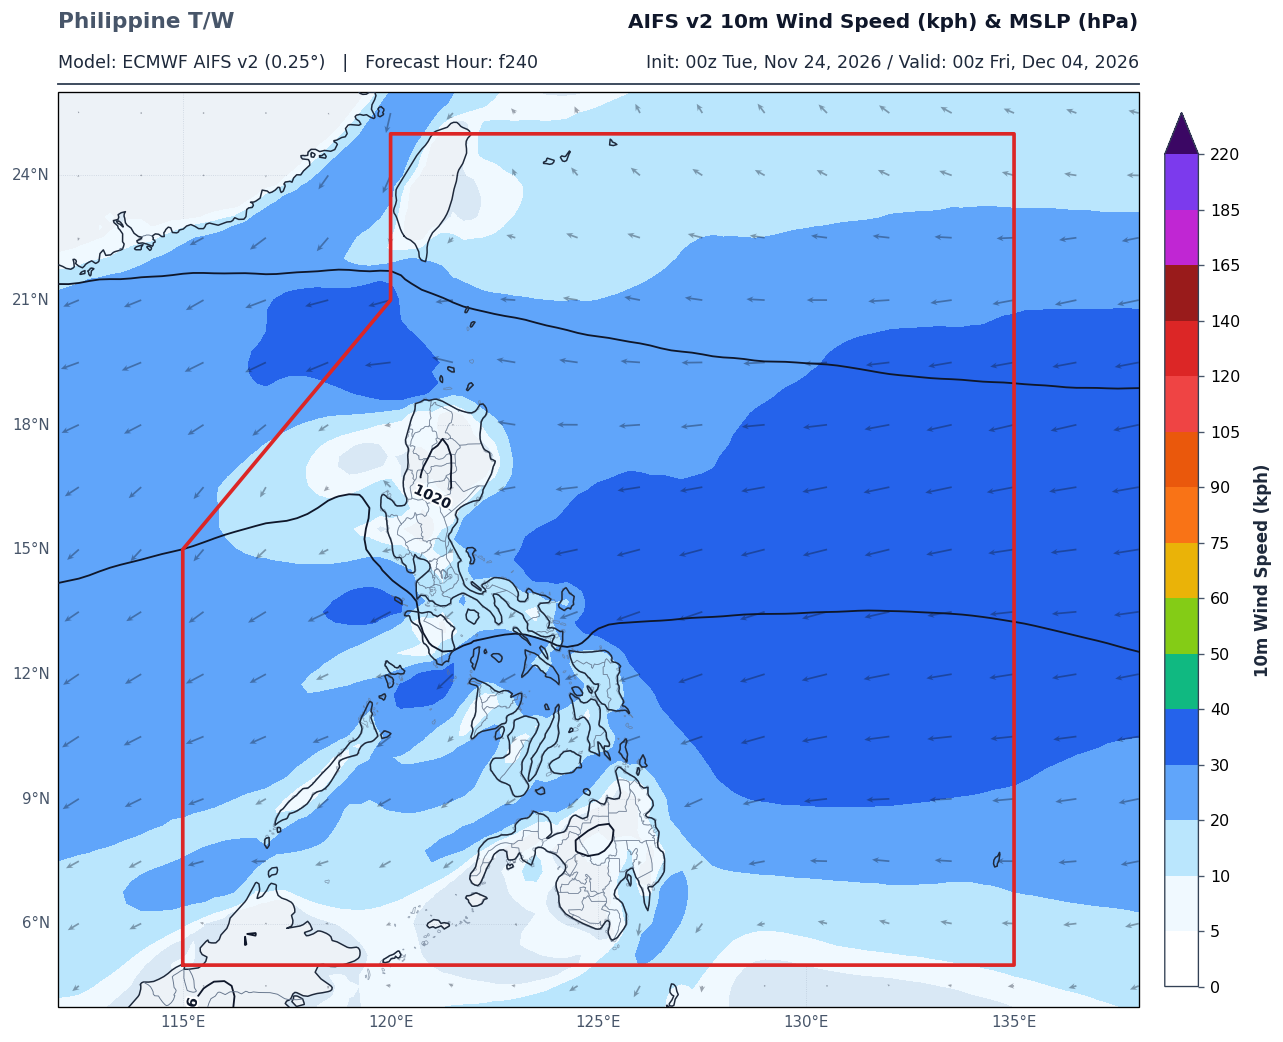 Philippine T/W
AIFS v2 10m Wind Speed (kph) & MSLP (hPa)
Model: ECMWF AIFS v2 (0.25°) | Forecast Hour: f240
Init: 00z Tue, Nov 24, 2026 / Valid: 00z Fri, Dec 04, 2026
24°N
21°N
18°N
15°N
12°N
9°N
6°N
1020
115°E
120°E
125°E
130°E
135°E
220
185
165
140
120
105
90
75
60
50
40
30
20
10
5
0
10m Wind Speed (kph)